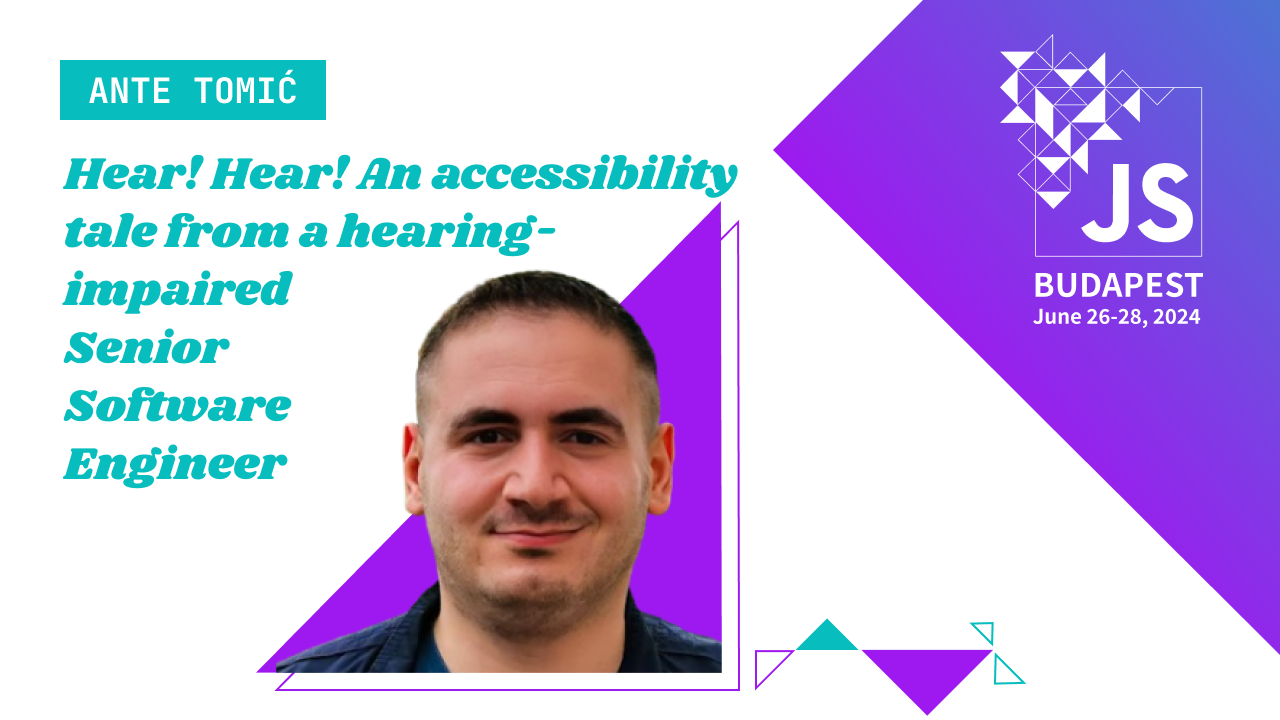 ANTE TOMIĆ
Hear! Hear! An accessibility
tale from a hearing-
impaired
Senior
Software
Engineer
JS
BUDAPEST
June 26-28, 2024